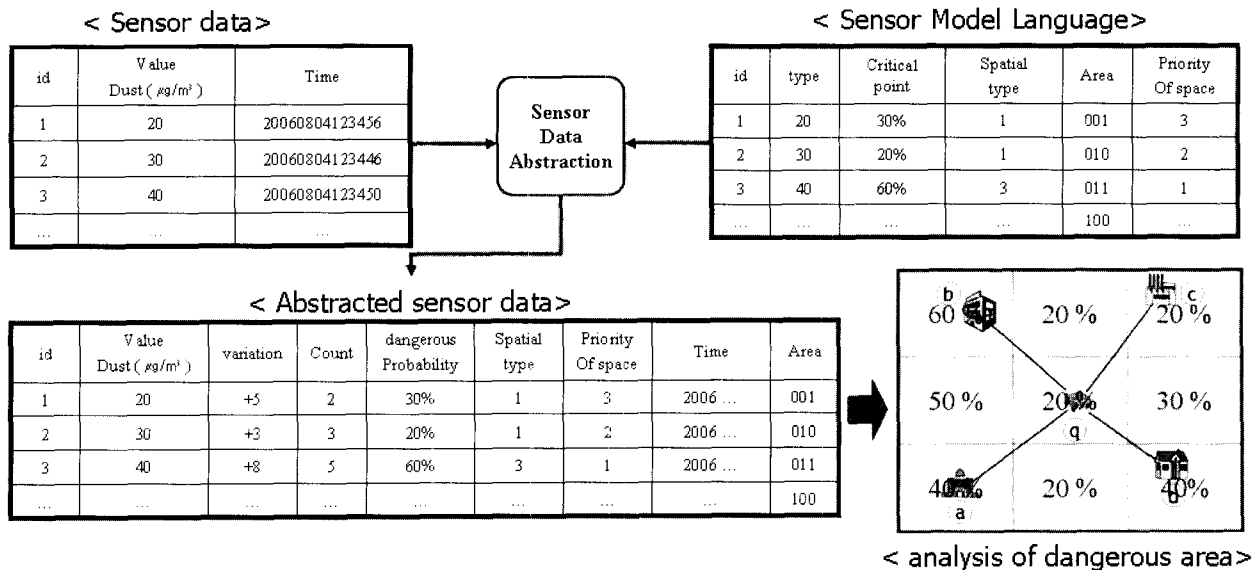 < Sensor data>
id Value Dust ( ㎍/m³ ) Time
1 20 20060804123456
2 30 20060804123446
3 40 20060804123450
... ... ...
Sensor
Data
Abstraction
< Sensor Model Language>
id type Critical point Spatial type Area Priority Of space
1 20 30% 1 001 3
2 30 20% 1 010 2
3 40 60% 3 011 1
... ... ... ... 100 ...
< Abstracted sensor data>
id Value Dust ( ㎍/m³ ) variation Count dangerous Probability Spatial type Priority Of space Time Area
1 20 +5 2 30% 1 3 2006 ... 001
2 30 +3 3 20% 1 2 2006 ... 010
3 40 +8 5 60% 3 1 2006 ... 011
... ... ... ... ... ... ... ... 100
b c
60 20 % 20 %
50 % 20% 30 %
q
40% 20 % 40%
a
< analysis of dangerous area>